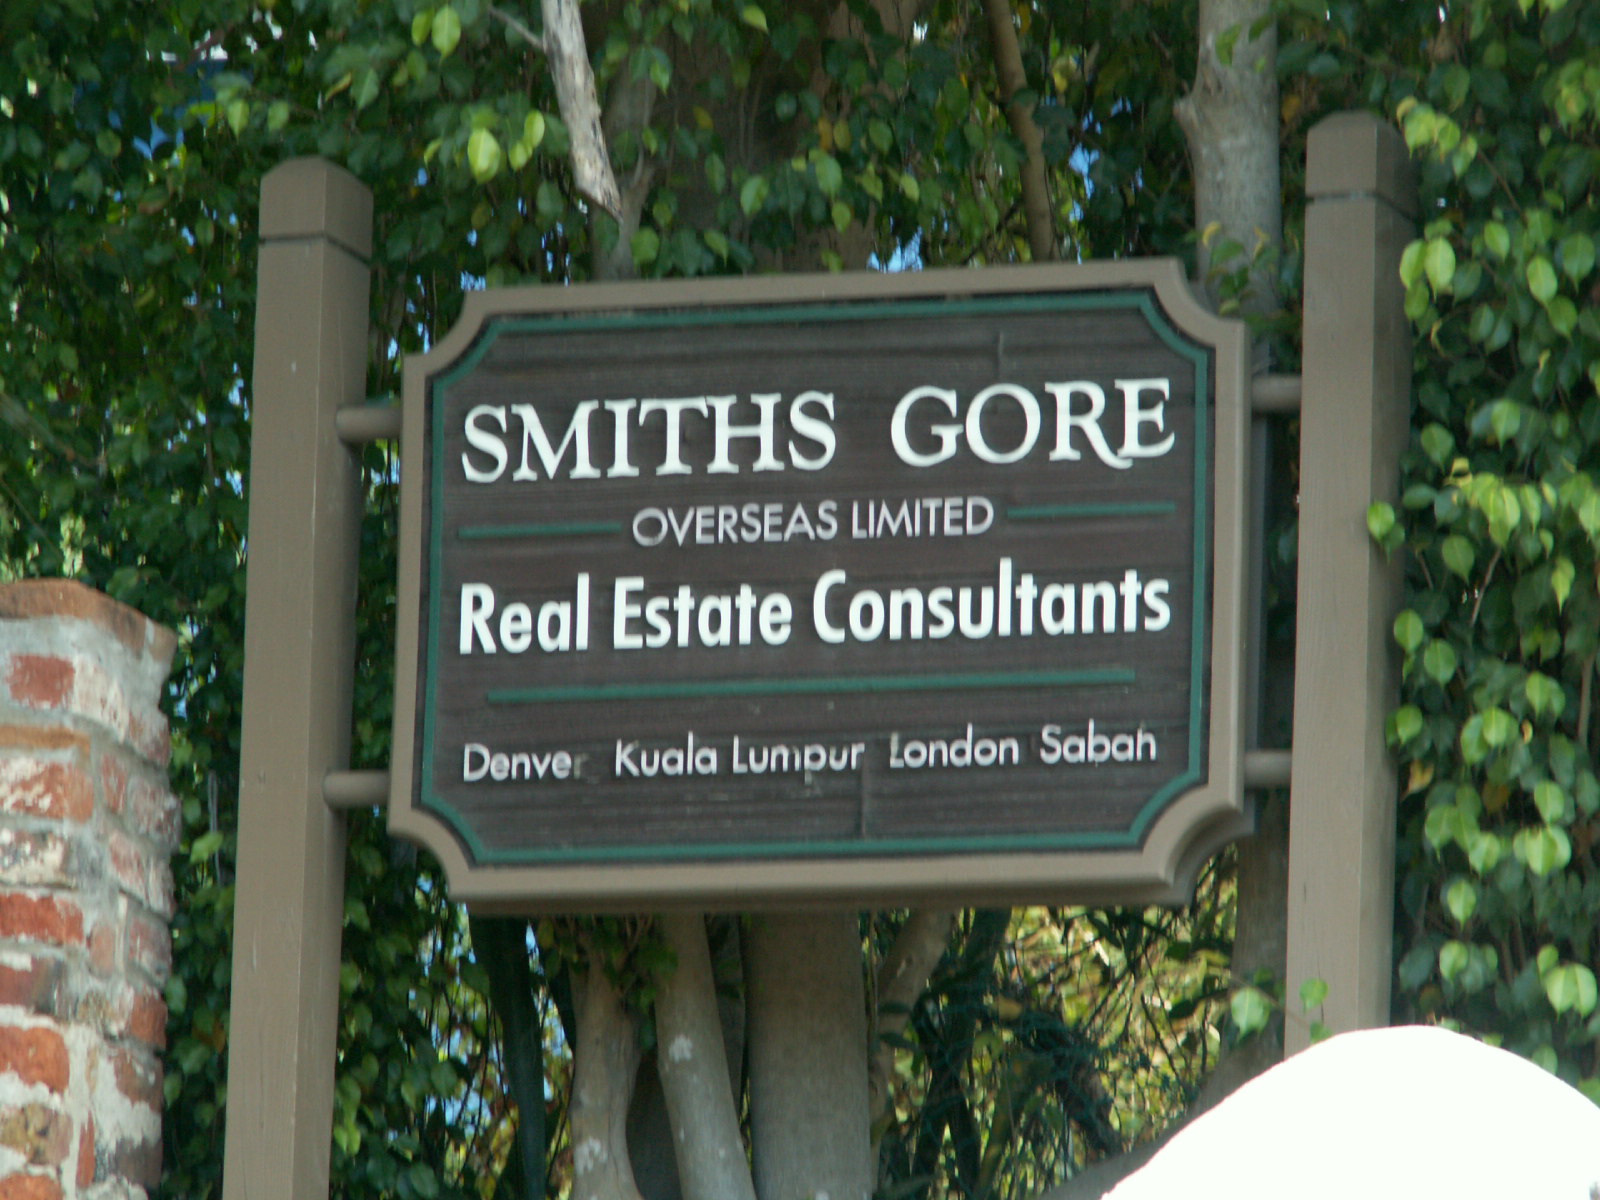 SMITHS GORE
OVERSEAS LIMITED
Real Estate Consultants
Denver Kuala Lumpur London Sabah